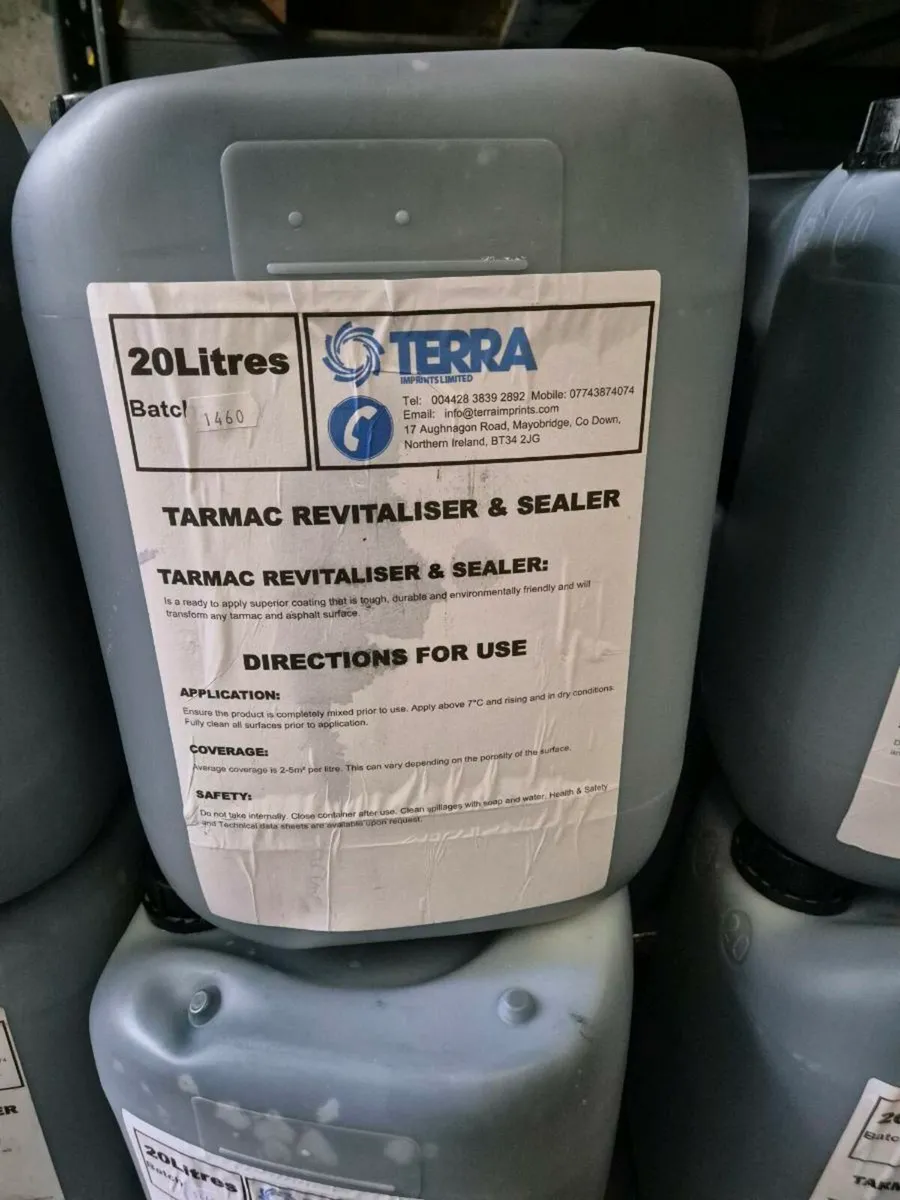 20Litres
Batch
1460
TERRA
IMPRINTS LIMITED
Tel: 004428 3839 2892 Mobile: 07743874074
Email: info@terraimprints.com
17 Aughnagon Road, Mayobridge, Co Down,
Northern Ireland, BT34 2JG
TARMAC REVITALISER & SEALER
TARMAC REVITALISER & SEALER:
Is a ready to apply superior coating that is tough, durable and environmentally friendly and will
transform any tarmac and asphalt surface.
DIRECTIONS FOR USE
APPLICATION:
Ensure the product is completely mixed prior to use. Apply above 7°C and rising and in dry conditions.
Fully clean all surfaces prior to application.
COVERAGE:
Average coverage is 2-5m² per litre. This can vary depending on the porosity of the surface.
SAFETY:
Do not take internally. Close container after use. Clean spillages with soap and water. Health & Safety
and Technical data sheets are available upon request.
20Litres
Batch
ER
20
Batc
TARM